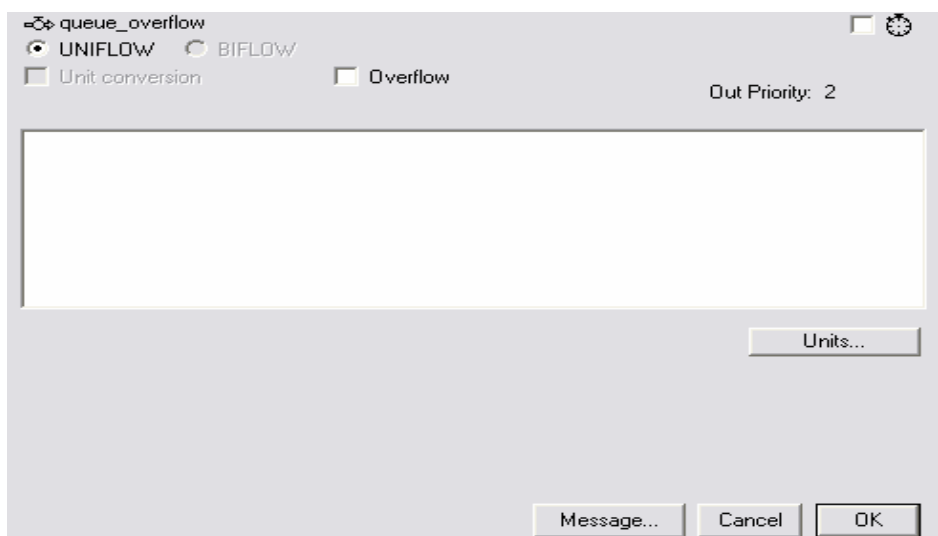 queue_overflow
UNIFLOW BIFLOW
Unit conversion Overflow
Out Priority: 2
Units...
Message... Cancel OK